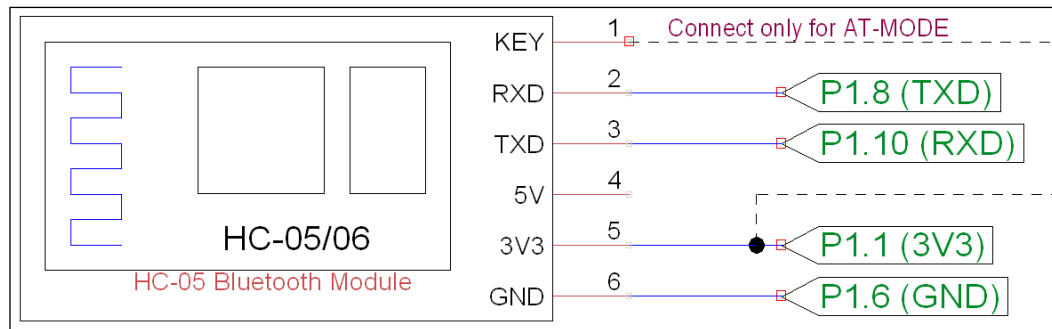 KEY 1 Connect only for AT-MODE
RXD 2 P1.8 (TXD)
TXD 3 P1.10 (RXD)
5V 4
HC-05/06 3V3 5 P1.1 (3V3)
HC-05 Bluetooth Module
GND 6 P1.6 (GND)